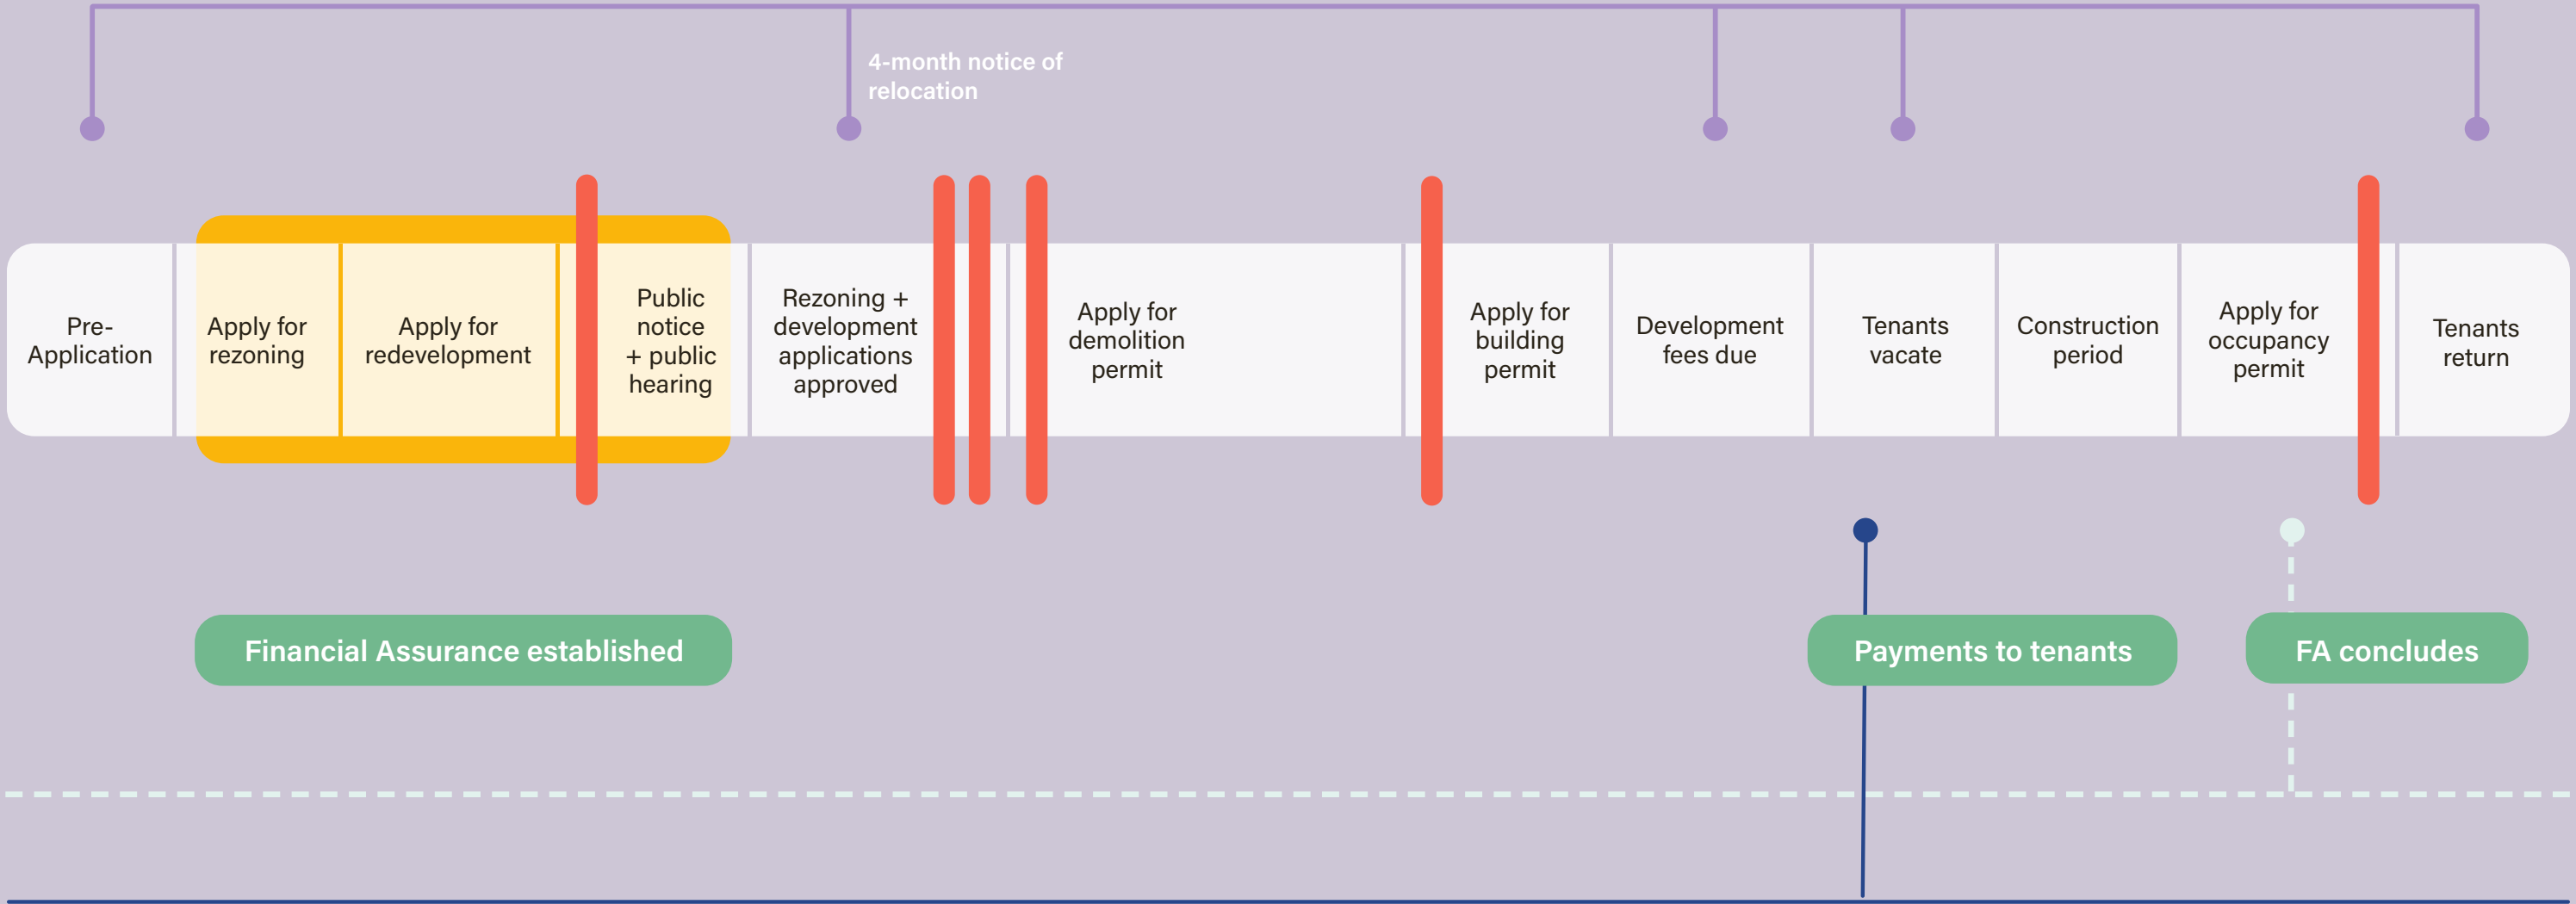 4-month notice of
relocation
Pre-
Application
Apply for
rezoning
Apply for
redevelopment
Public
notice
+ public
hearing
Rezoning +
development
applications
approved
Apply for
demolition
permit
Apply for
building
permit
Development
fees due
Tenants
vacate
Construction
period
Apply for
occupancy
permit
Tenants
return
Financial Assurance established
Payments to tenants
FA concludes